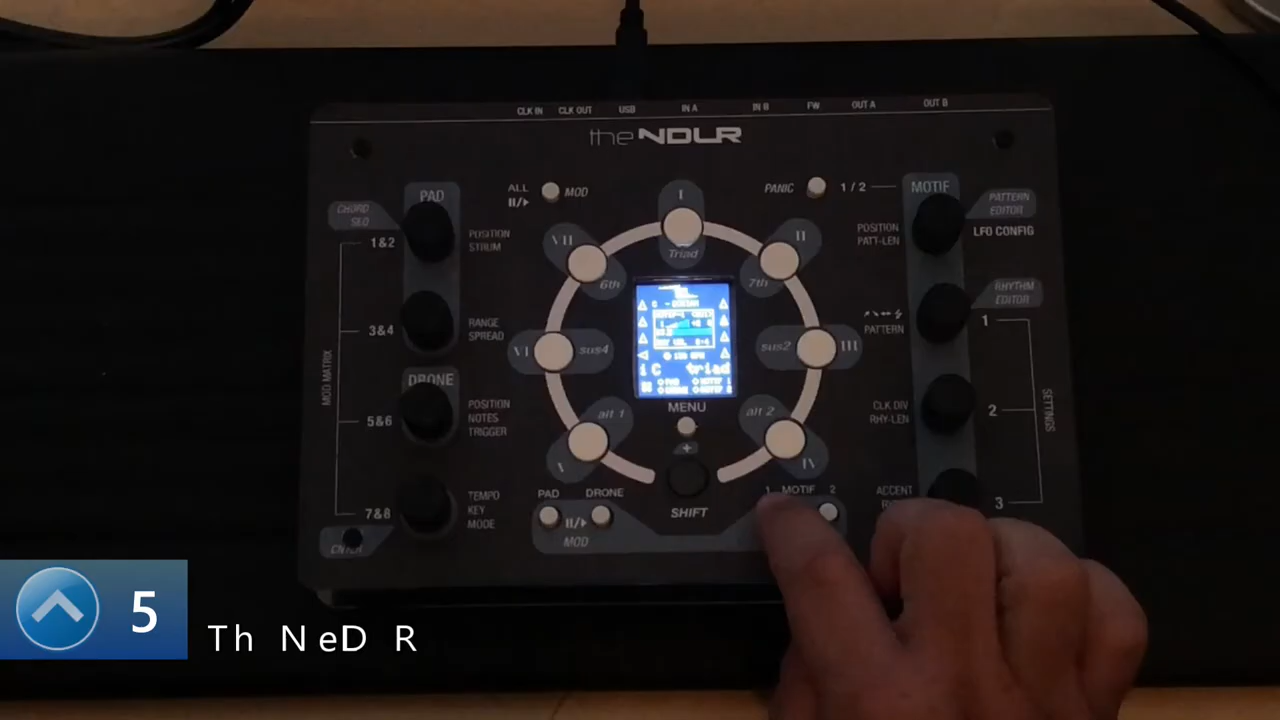 CLK IN CLK OUT USB IN A IN B FW OUT A OUT B
the NDLR
PAD
ALL
MOD
PANIC
1 / 2
MOTIF
PATTERN
EDITOR
LFO CONFIG
CHORD
SEQ
1&2
POSITION
STRUM
I
Triad
VII
6th
II
7th
POSITION
PATT-LEN
RHYTHM
EDITOR
3&4
RANGE
SPREAD
PATTERN
1
VI
sus4
sus2
III
MOD MATRIX
DRONE
5&6
POSITION
NOTES
TRIGGER
i C triad
MENU
alt 1
V
alt 2
IV
CLK DIV
RHY-LEN
2
SETTINGS
+
SHIFT
7&8
TEMPO
KEY
MODE
PAD
DRONE
MOD
1 MOTIF 2
ACCENT
3
5
Th NeD R